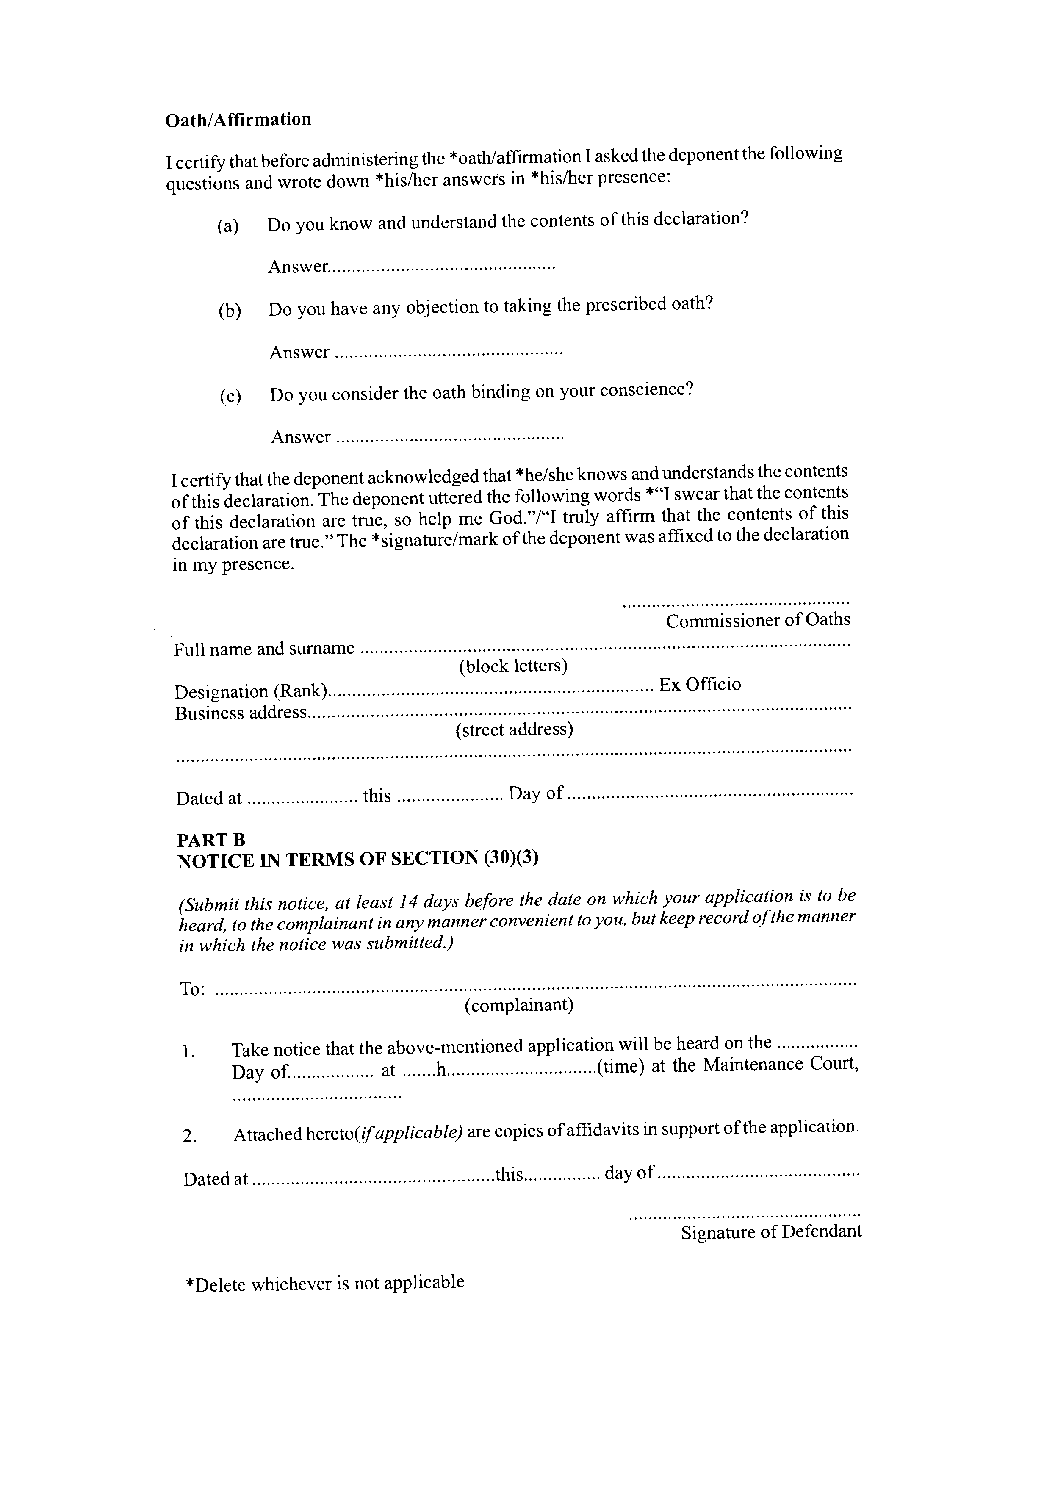 Oath/Affirmation
I certify that before administering the *oath/affirmation I asked the deponent the following
questions and wrote down *his/her answers in *his/her presence:
(a) Do you know and understand the contents of this declaration?
Answer...............................................
(b) Do you have any objection to taking the prescribed oath?
Answer ...............................................
(c) Do you consider the oath binding on your conscience?
Answer ...............................................
I certify that the deponent acknowledged that *he/she knows and understands the contents
of this declaration. The deponent uttered the following words *“I swear that the contents
of this declaration are true, so help me God.”/“I truly affirm that the contents of this
declaration are true.” The *signature/mark of the deponent was affixed to the declaration
in my presence.
...............................................
Commissioner of Oaths
Full name and surname .....................................................................................................
(block letters)
Designation (Rank)................................................................... Ex Officio
Business address................................................................................................................
(street address)
...........................................................................................................................................
Dated at ....................... this ...................... Day of ...........................................................
PART B
NOTICE IN TERMS OF SECTION (30)(3)
(Submit this notice, at least 14 days before the date on which your application is to be
heard, to the complainant in any manner convenient to you, but keep record of the manner
in which the notice was submitted.)
To: ....................................................................................................................................
(complainant)
1. Take notice that the above-mentioned application will be heard on the .................
Day of.................. at .......h...............................(time) at the Maintenance Court,
...................................
2. Attached hereto(if applicable) are copies of affidavits in support of the application.
Dated at ..................................................this................ day of ..........................................
................................................
Signature of Defendant
*Delete whichever is not applicable